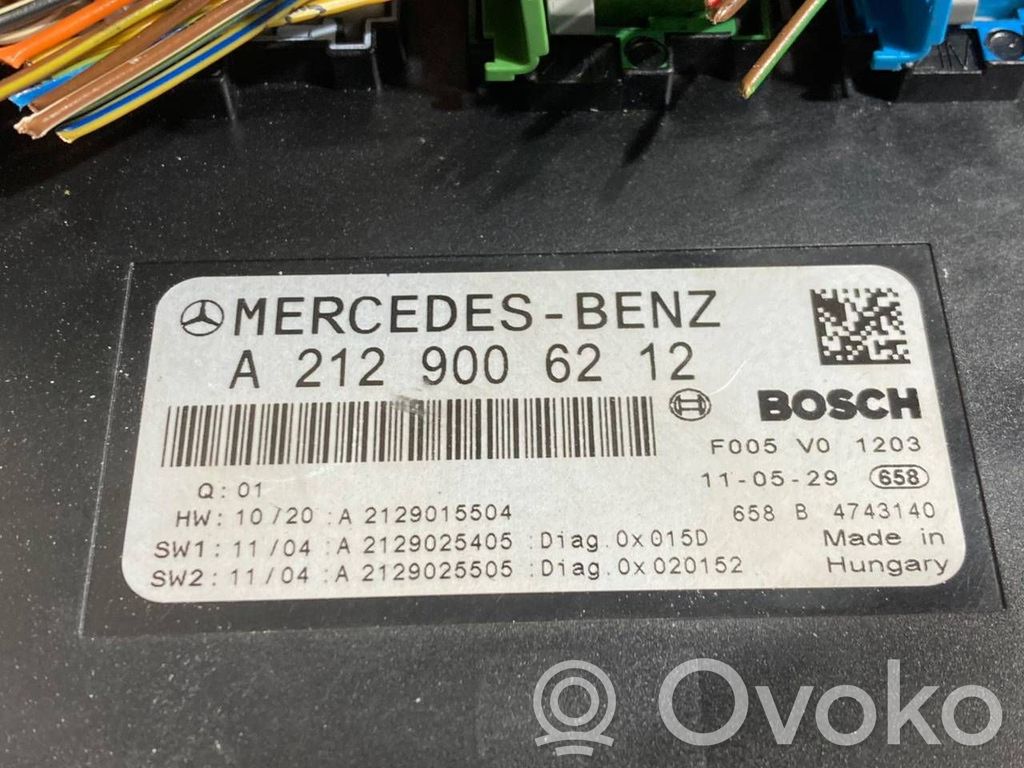 MERCEDES-BENZ
A 212 900 62 12
BOSCH
F005 V0 1203
Q: 01
11-05-29 658
HW: 10/20 :A 2129015504
658 B 4743140
SW1: 11/04 :A 2129025405 :Diag.0x015D
Made in
SW2: 11/04 :A 2129025505 :Diag.0x020152
Hungary
Ovoko